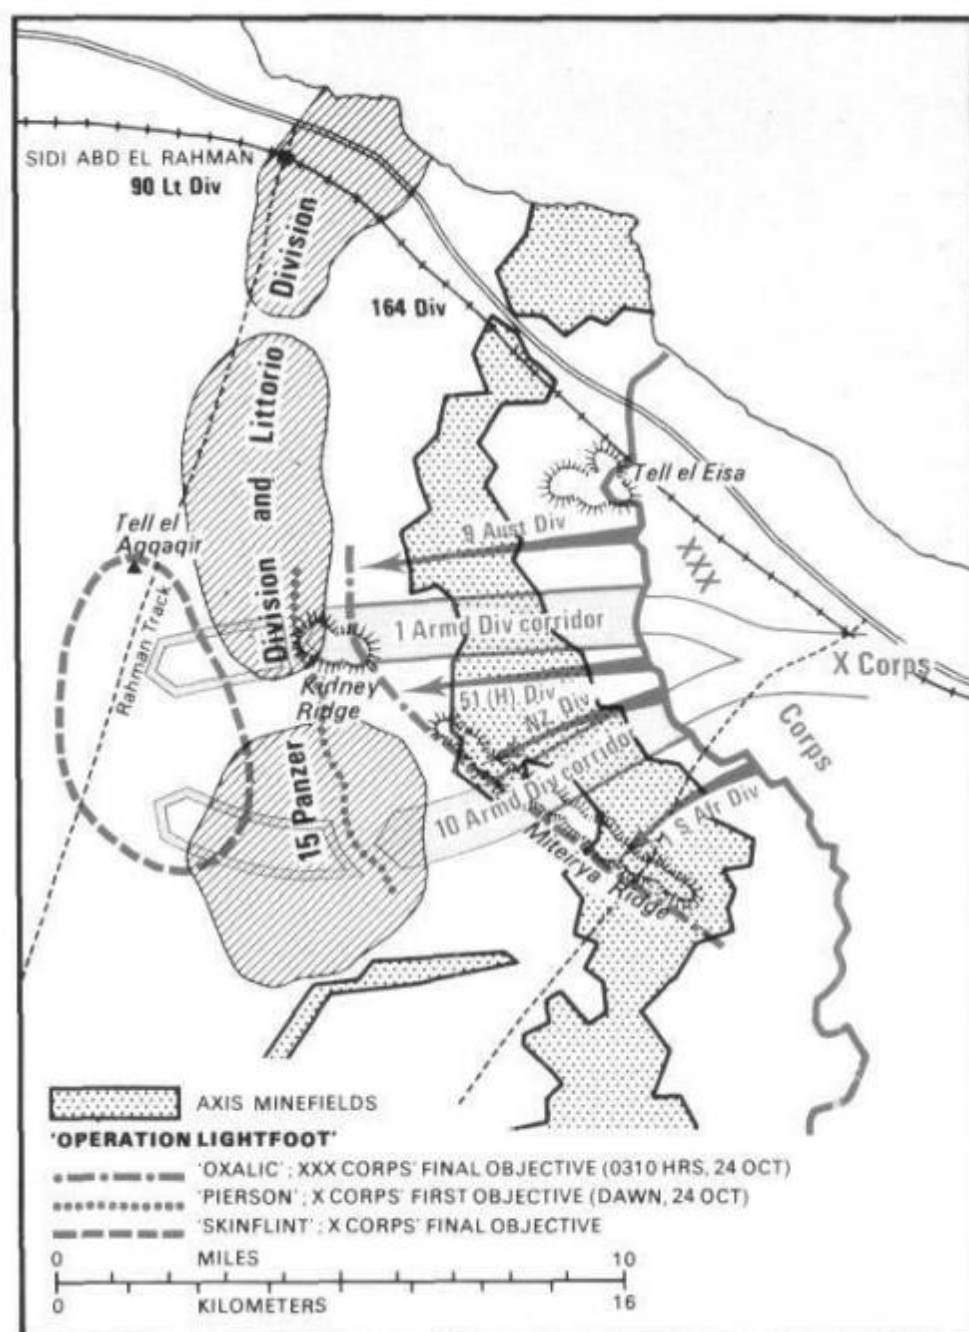 SIDI ABD EL RAHMAN
90 Lt Div
164 Div
15 Panzer Division and Littorio Division
Tell el Eisa
Tell el
Aqqaqir
Rahman Track
9 Aust Div
XXX
Corps
1 Armd Div corridor
X Corps
Kidney
Ridge
51 (H) Div
NZ Div
10 Armd Div corridor
S Afr Div
Miteirya Ridge
AXIS MINEFIELDS
'OPERATION LIGHTFOOT'
'OXALIC' ; XXX CORPS' FINAL OBJECTIVE (0310 HRS, 24 OCT)
'PIERSON' ; X CORPS' FIRST OBJECTIVE (DAWN, 24 OCT)
'SKINFLINT' ; X CORPS' FINAL OBJECTIVE
0 MILES 10
0 KILOMETERS 16